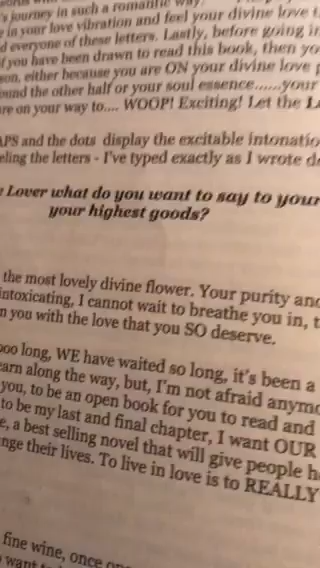 's journey in such a romantic way.
in your love vibration and feel your divine love
everyone of these letters. Lastly, before going in
f you have been drawn to read this book, then yo
on, either because you are ON your divine love
ound the other half or your soul essence......your
re on your way to.... WOOP! Exciting! Let the L
APS and the dots display the excitable intonatio
eling the letters - I've typed exactly as I wrote d
Lover what do you want to say to your
your highest goods?
the most lovely divine flower. Your purity and
intoxicating, I cannot wait to breathe you in, t
n you with the love that you SO deserve.
ooo long, WE have waited so long, it's been a
earn along the way, but, I'm not afraid anymo
you, to be an open book for you to read and
to be my last and final chapter, I want OUR
e, a best selling novel that will give people h
nge their lives. To live in love is to REALLY
fine wine, once
want